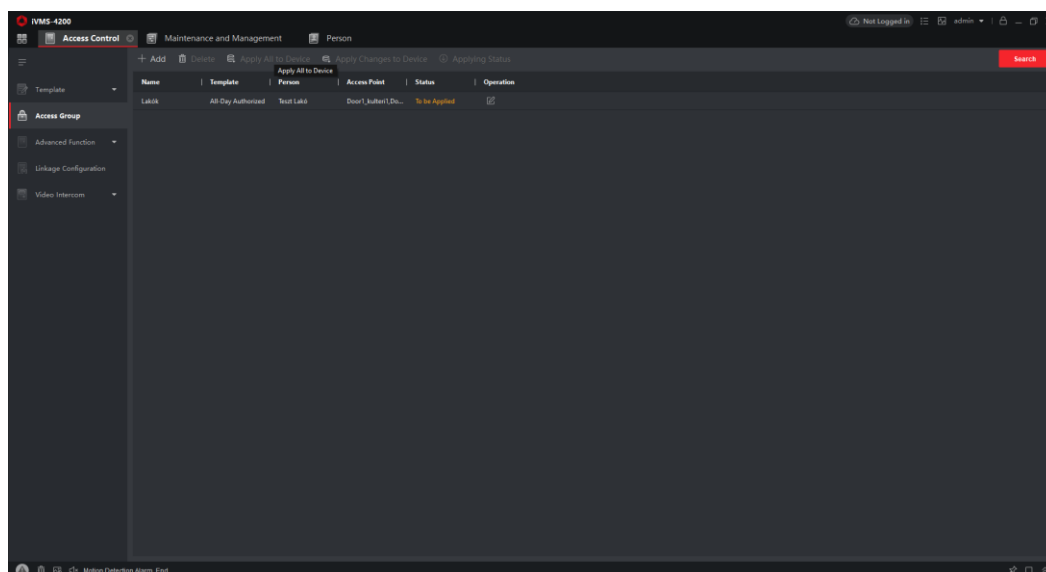 iVMS-4200
Not Logged in admin
Access Control Maintenance and Management Person
+ Add Delete Apply All to Device Apply Changes to Device Applying Status Search
Apply All to Device
Name | Template | Person | Access Point | Status | Operation
Template
Lakók All-Day Authorized Teszt Lakó Door1_kulteri1,Do... To be Applied
Access Group
Advanced Function
Linkage Configuration
Video Intercom
Motion Detection Alarm End